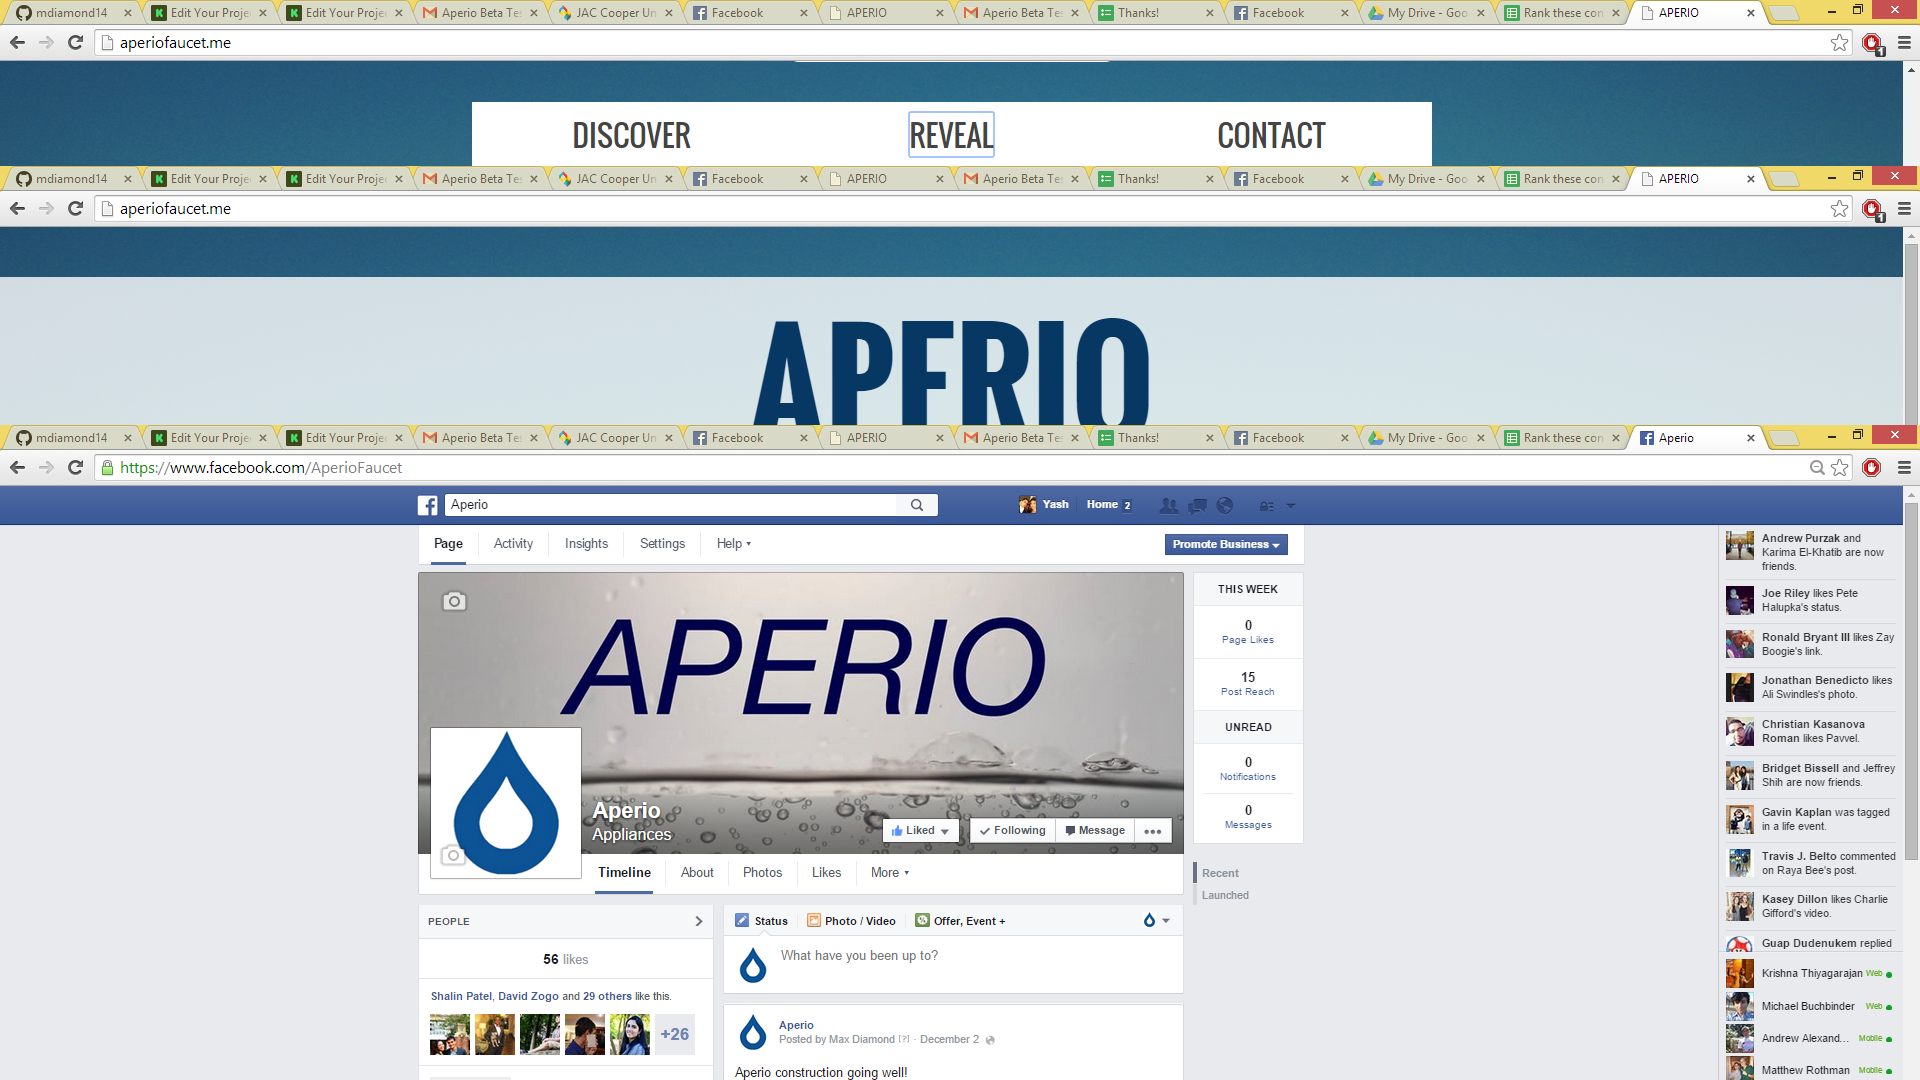 mdiamond14 Edit Your Proje Edit Your Proje Aperio Beta Tes JAC Cooper Un Facebook APERIO Aperio Beta Tes Thanks! Facebook My Drive - Goo Rank these con APERIO
aperiofaucet.me 1
DISCOVER REVEAL CONTACT
mdiamond14 Edit Your Proje Edit Your Proje Aperio Beta Tes JAC Cooper Un Facebook APERIO Aperio Beta Tes Thanks! Facebook My Drive - Goo Rank these con APERIO
aperiofaucet.me 1
APERIO
mdiamond14 Edit Your Proje Edit Your Proje Aperio Beta Tes JAC Cooper Un Facebook APERIO Aperio Beta Tes Thanks! Facebook My Drive - Goo Rank these con Aperio
https://www.facebook.com/AperioFaucet
Aperio Yash Home 2
Page Activity Insights Settings Help Promote Business
APERIO
Aperio
Appliances
Liked Following Message
Timeline About Photos Likes More
THIS WEEK
0
Page Likes
15
Post Reach
UNREAD
0
Notifications
0
Messages
Recent
Launched
PEOPLE
56 likes
Shalin Patel, David Zogo and 29 others like this.
+26
Status Photo / Video Offer, Event +
What have you been up to?
Aperio
Posted by Max Diamond [?] · December 2
Aperio construction going well!
Andrew Purzak and
Karima El-Khatib are now
friends.
Joe Riley likes Pete
Halupka's status.
Ronald Bryant III likes Zay
Boogie's link.
Jonathan Benedicto likes
Ali Swindles's photo.
Christian Kasanova
Roman likes Pavvel.
Bridget Bissell and Jeffrey
Shih are now friends.
Gavin Kaplan was tagged
in a life event.
Travis J. Belto commented
on Raya Bee's post.
Kasey Dillon likes Charlie
Gifford's video.
Guap Dudenukem replied
Krishna Thiyagarajan Web
Michael Buchbinder Web
Andrew Alexand... Mobile
Matthew Rothman Mobile